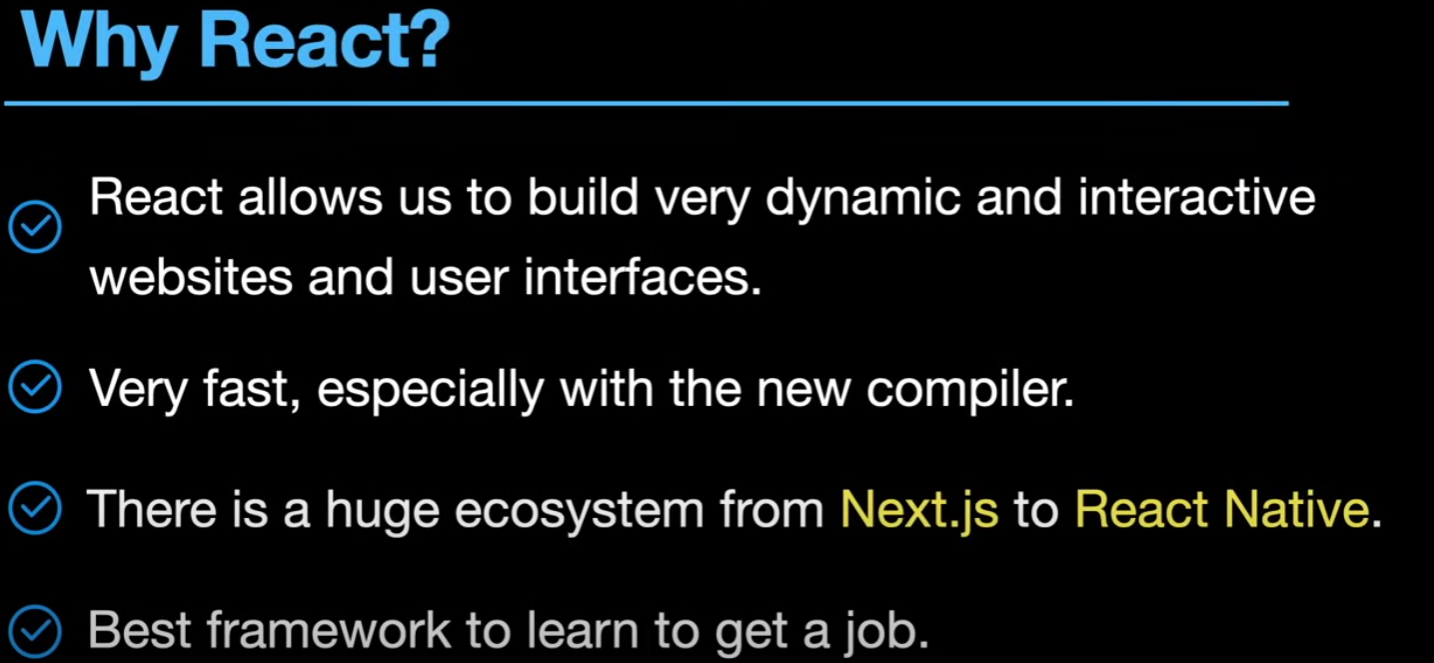 Why React?
React allows us to build very dynamic and interactive
websites and user interfaces.
Very fast, especially with the new compiler.
There is a huge ecosystem from Next.js to React Native.
Best framework to learn to get a job.